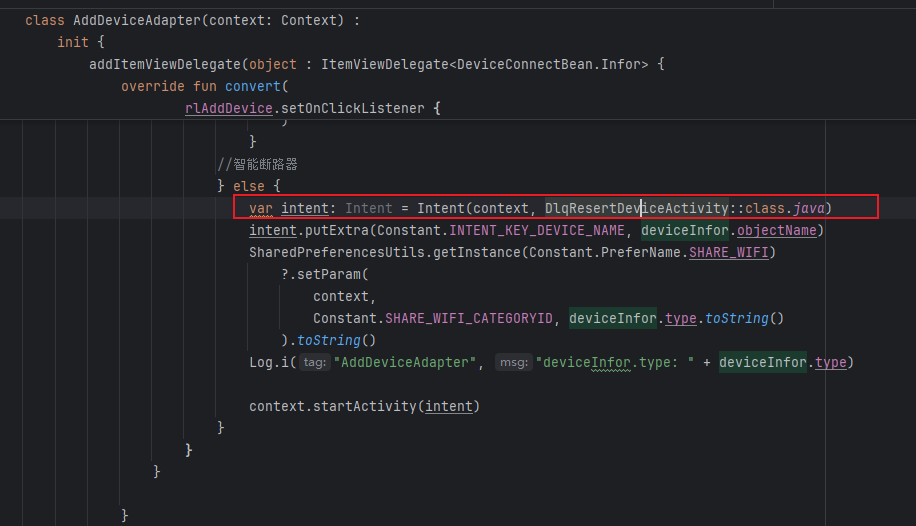 class AddDeviceAdapter(context: Context) :
init {
addItemViewDelegate(object : ItemViewDelegate<DeviceConnectBean.Infor> {
override fun convert(
rlAddDevice.setOnClickListener {
)
}
//智能断路器
} else {
var intent: Intent = Intent(context, DlqResertDeviceActivity::class.java)
intent.putExtra(Constant.INTENT_KEY_DEVICE_NAME, deviceInfor.objectName)
SharedPreferencesUtils.getInstance(Constant.PreferName.SHARE_WIFI)
?.setParam(
context,
Constant.SHARE_WIFI_CATEGORYID, deviceInfor.type.toString()
).toString()
Log.i( tag: "AddDeviceAdapter", msg: "deviceInfor.type: " + deviceInfor.type)
context.startActivity(intent)
}
}
}
}